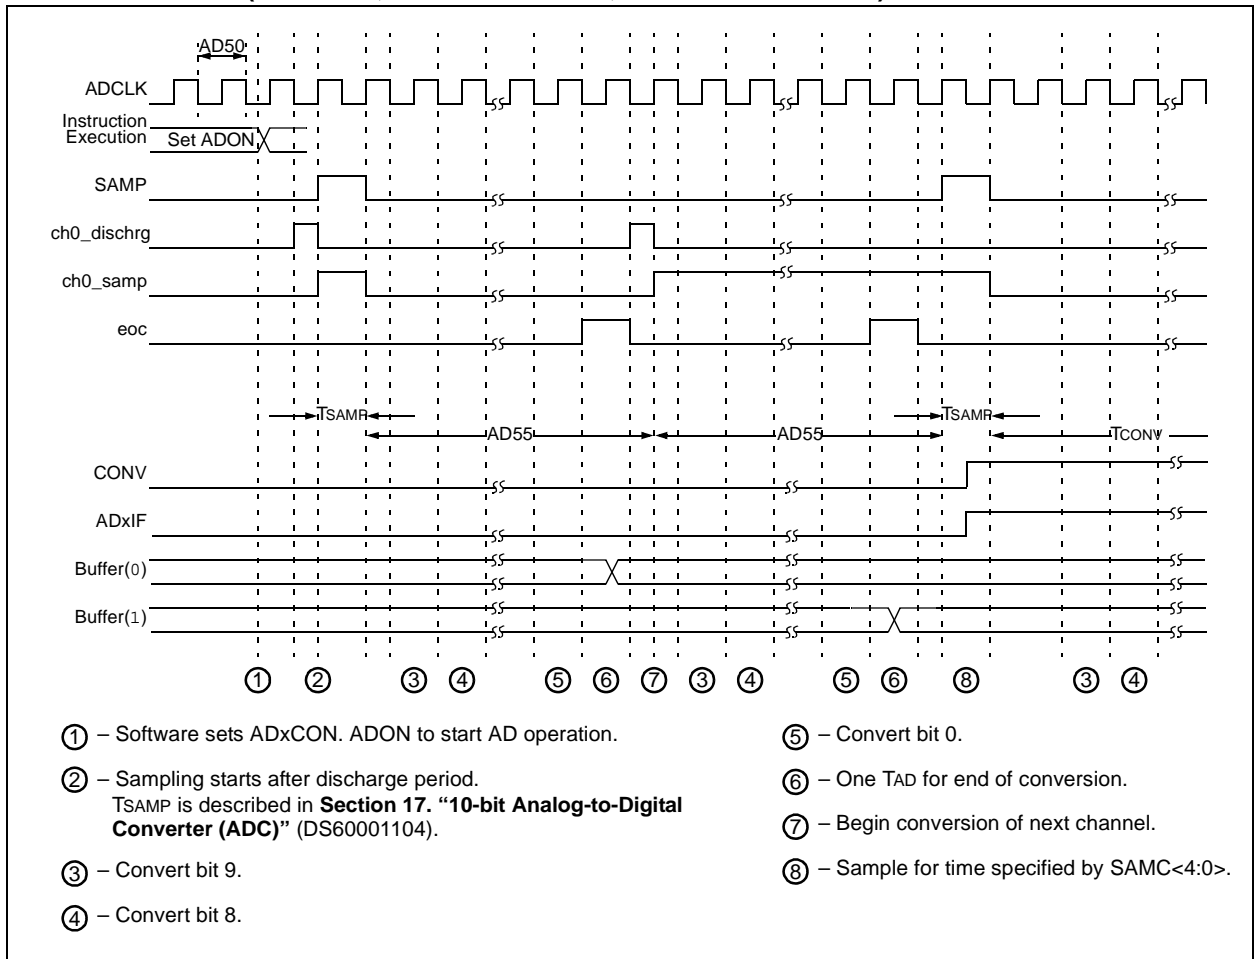 AD50
ADCLK
Instruction
Execution
Set ADON
SAMP
ch0_dischrg
ch0_samp
eoc
TSAMP
TSAMP
AD55
AD55
TCONV
CONV
ADxIF
Buffer(0)
Buffer(1)
1 2 3 4 5 6 7 3 4 5 6 8 3 4
1 – Software sets ADxCON. ADON to start AD operation.
2 – Sampling starts after discharge period.
TSAMP is described in Section 17. “10-bit Analog-to-Digital
Converter (ADC)” (DS60001104).
3 – Convert bit 9.
4 – Convert bit 8.
5 – Convert bit 0.
6 – One TAD for end of conversion.
7 – Begin conversion of next channel.
8 – Sample for time specified by SAMC<4:0>.